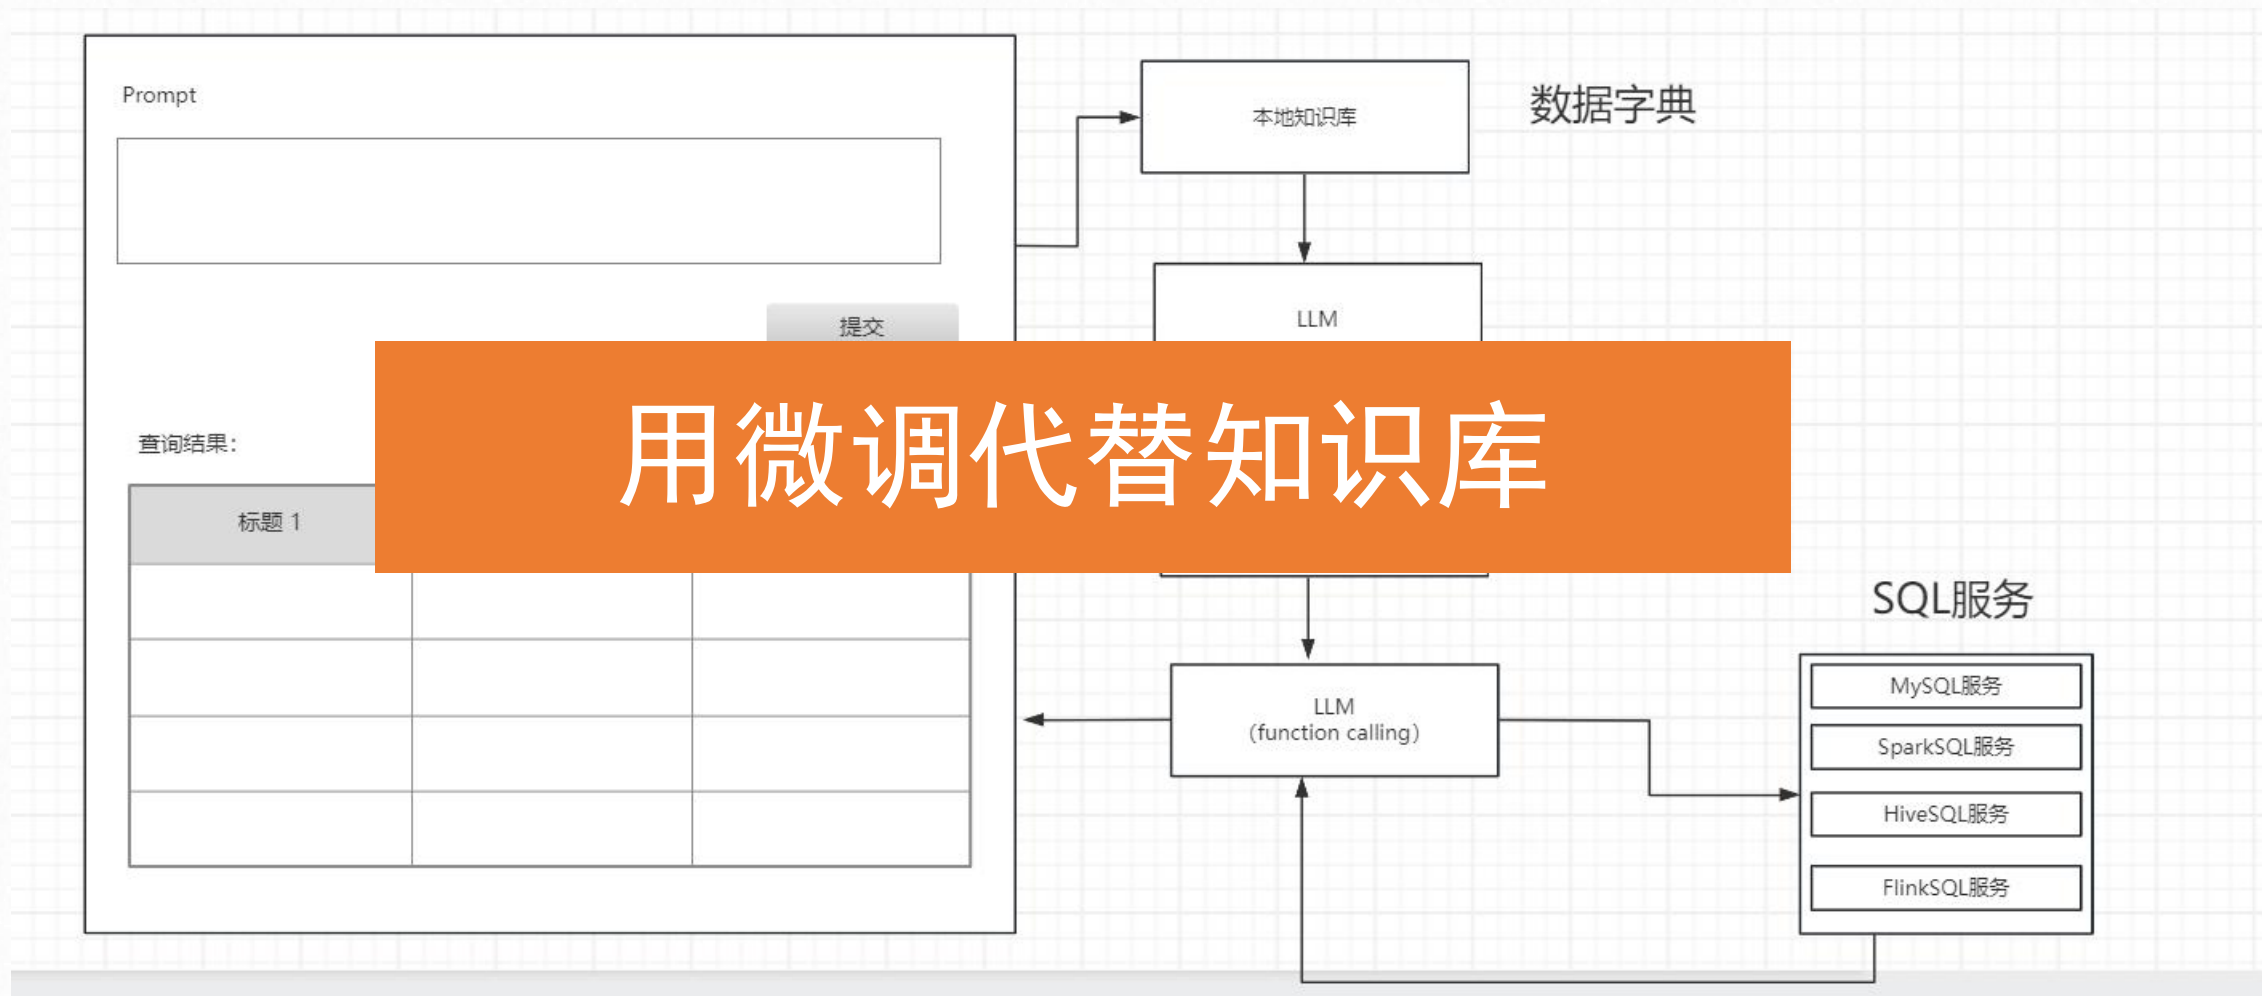 Prompt
提交
查询结果：
标题 1
本地知识库
数据字典
LLM
用微调代替知识库
LLM
(function calling)
SQL服务
MySQL服务
SparkSQL服务
HiveSQL服务
FlinkSQL服务